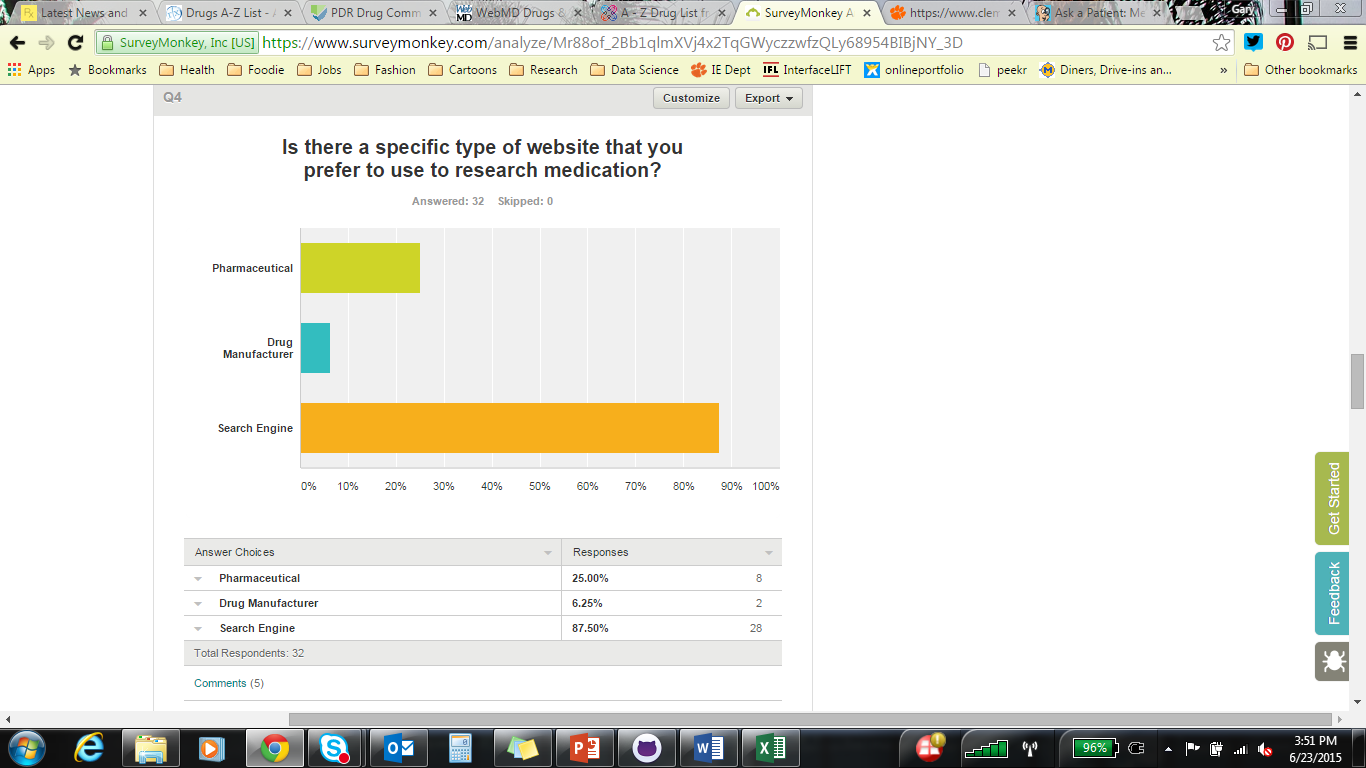 Latest News and
Drugs A-Z List - A
PDR Drug Comm
WebMD Drugs &
A - Z Drug List fr
SurveyMonkey A
https://www.clem
Ask a Patient: Me
Gary
SurveyMonkey, Inc [US] https://www.surveymonkey.com/analyze/Mr88of_2Bb1qlmXVj4x2TqGWyczzwfzQLy68954BIBjNY_3D
Apps Bookmarks Health Foodie Jobs Fashion Cartoons Research Data Science IE Dept IFL InterfaceLIFT onlineportfolio peekr Diners, Drive-ins an... » Other bookmarks
Q4
Customize
Export
Is there a specific type of website that you
prefer to use to research medication?
Answered: 32 Skipped: 0
Pharmaceutical
Drug
Manufacturer
Search Engine
0% 10% 20% 30% 40% 50% 60% 70% 80% 90% 100%
Answer Choices Responses
Pharmaceutical 25.00% 8
Drug Manufacturer 6.25% 2
Search Engine 87.50% 28
Total Respondents: 32
Comments (5)
Get Started
Feedback
96%
3:51 PM
6/23/2015